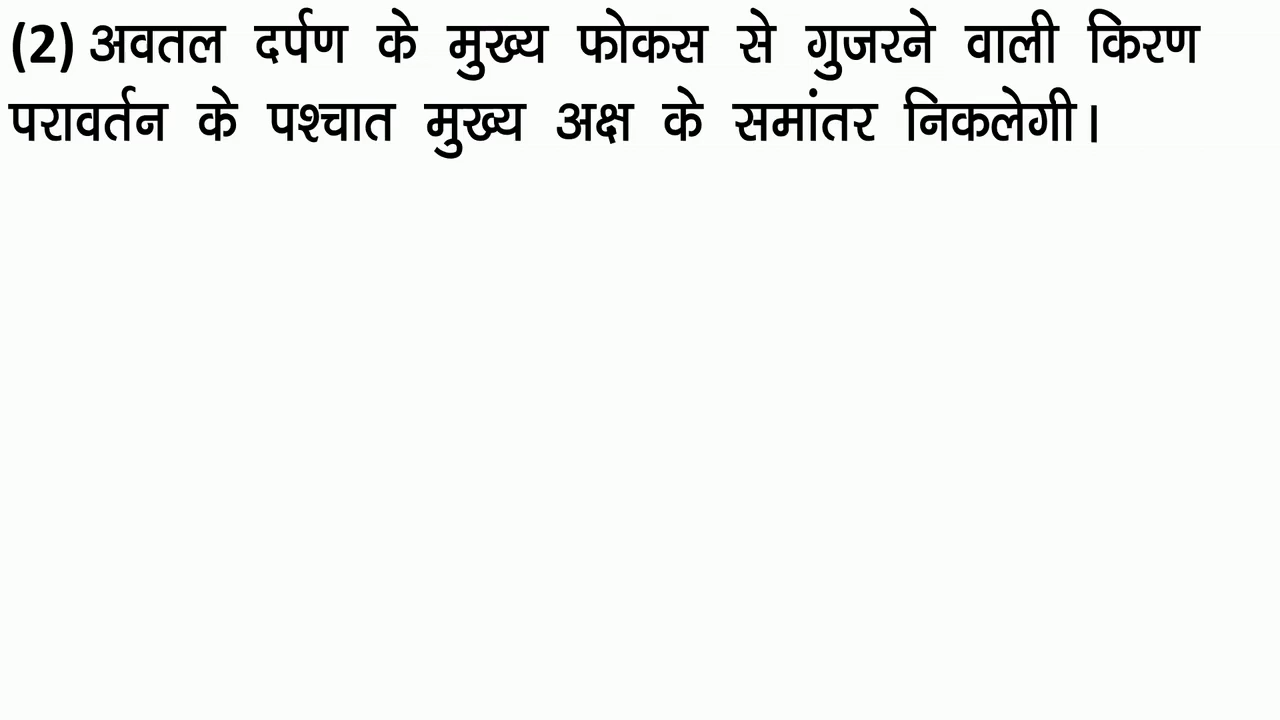 (2) अवतल दर्पण के मुख्य फोकस से गुजरने वाली किरण
परावर्तन के पश्चात मुख्य अक्ष के समांतर निकलेगी।